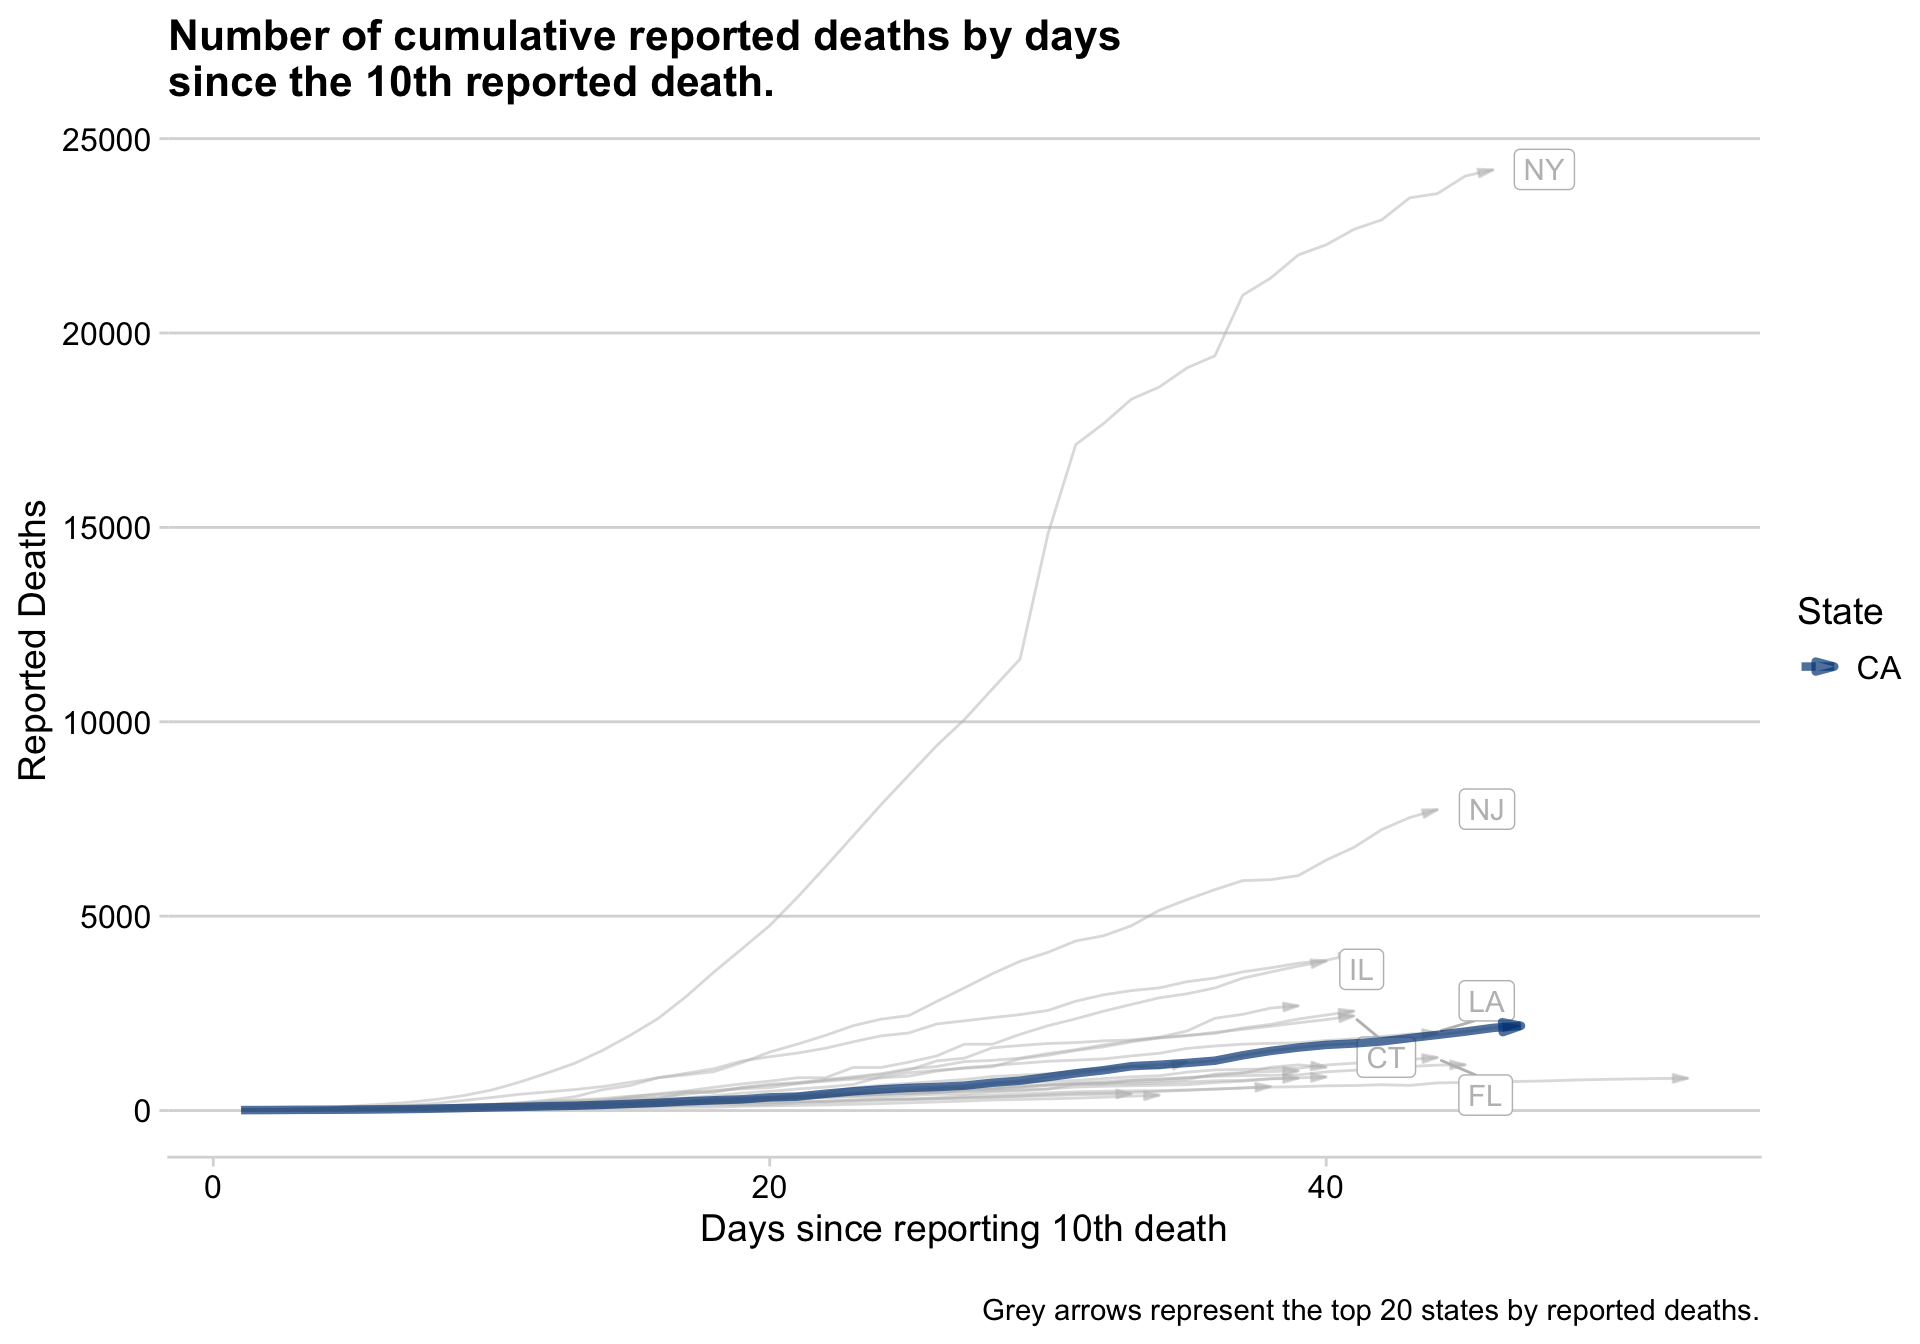 Number of cumulative reported deaths by days
since the 10th reported death.
25000
20000
15000
10000
5000
0
Reported Deaths
NY
NJ
IL
LA
CT
FL
State
CA
0
20
40
Days since reporting 10th death
Grey arrows represent the top 20 states by reported deaths.